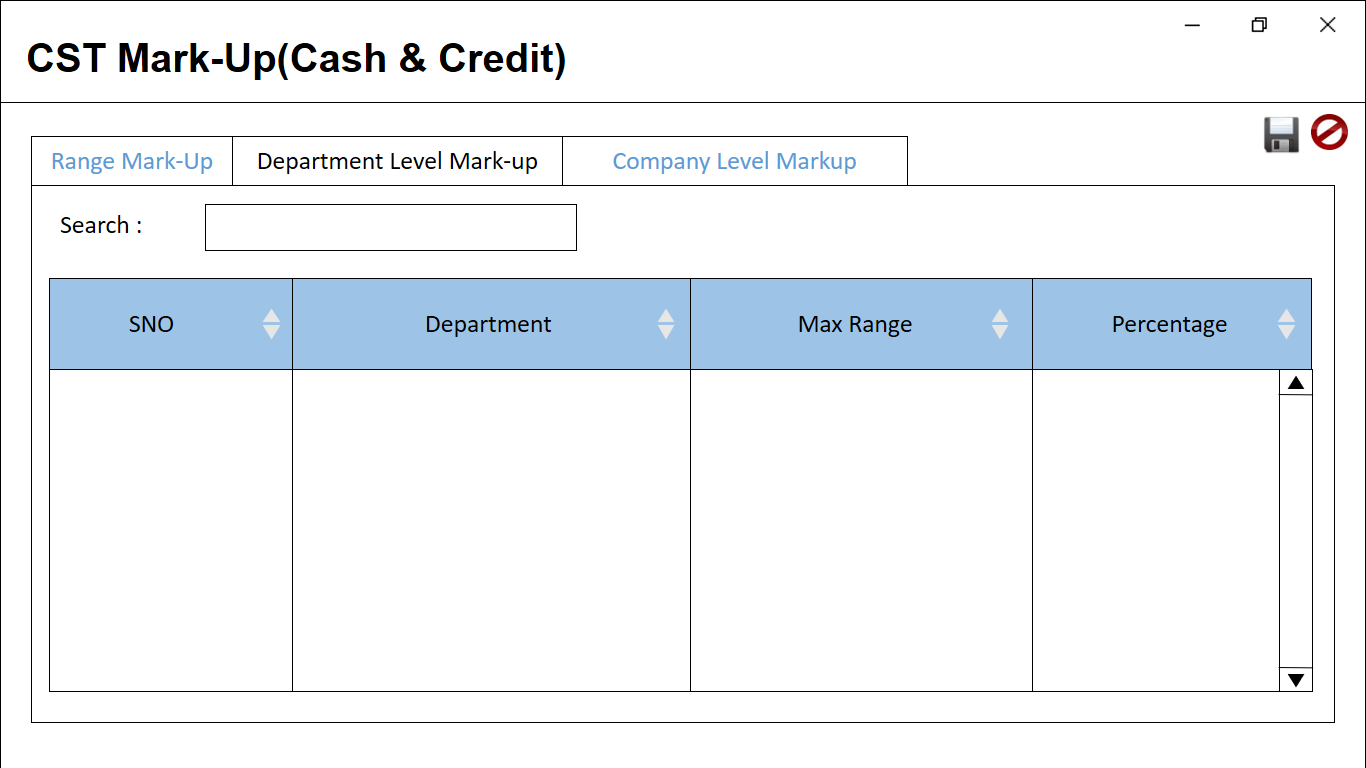 CST Mark-Up(Cash & Credit)
Range Mark-Up Department Level Mark-up Company Level Markup
Search :
SNO Department Max Range Percentage